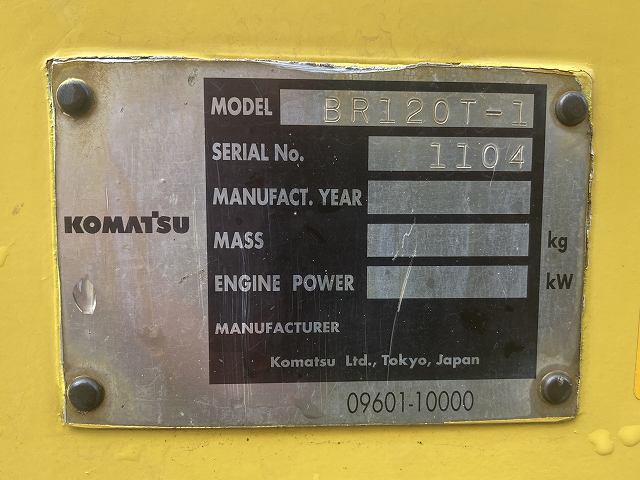 MODEL BR120T-1
SERIAL No. 1104
MANUFACT. YEAR
KOMATSU
MASS kg
ENGINE POWER kW
MANUFACTURER
Komatsu Ltd., Tokyo, Japan
09601-10000